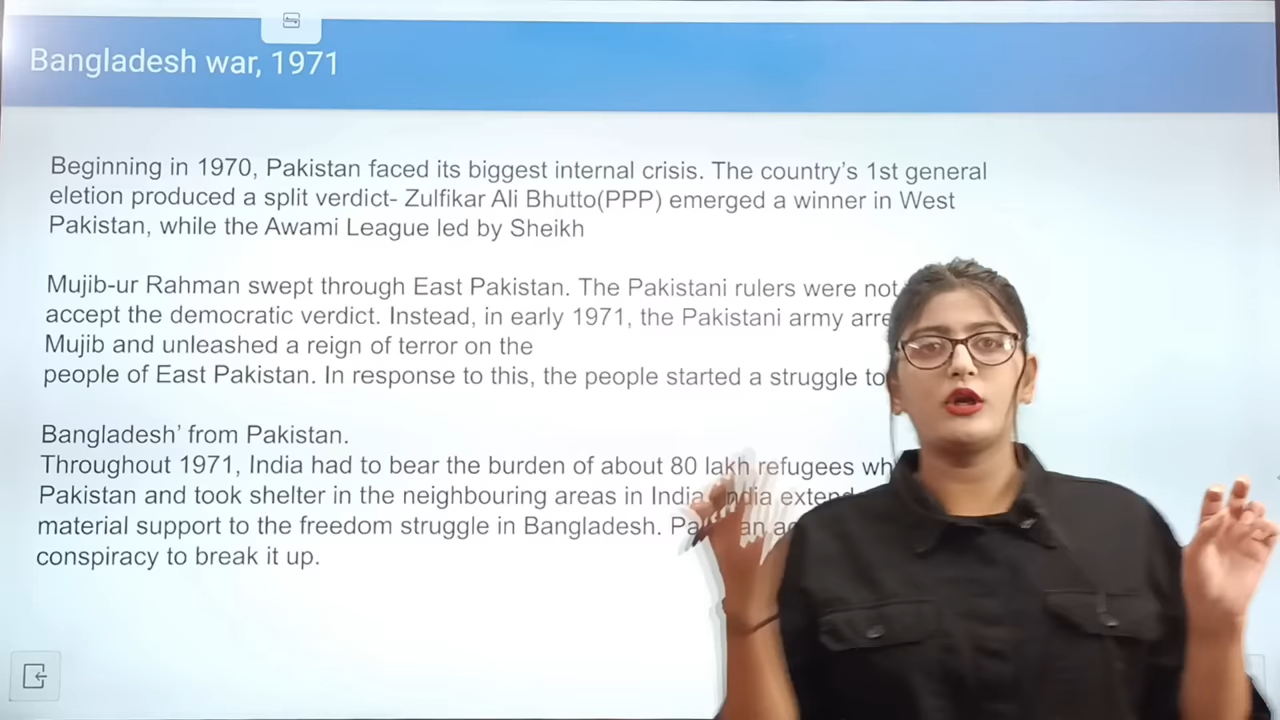 Bangladesh war, 1971
Beginning in 1970, Pakistan faced its biggest internal crisis. The country's 1st general
eletion produced a split verdict- Zulfikar Ali Bhutto(PPP) emerged a winner in West
Pakistan, while the Awami League led by Sheikh
Mujib-ur Rahman swept through East Pakistan. The Pakistani rulers were not
accept the democratic verdict. Instead, in early 1971, the Pakistani army arre
Mujib and unleashed a reign of terror on the
people of East Pakistan. In response to this, the people started a struggle to
Bangladesh' from Pakistan.
Throughout 1971, India had to bear the burden of about 80 lakh refugees wh
Pakistan and took shelter in the neighbouring areas in India. India extend
material support to the freedom struggle in Bangladesh.
conspiracy to break it up.